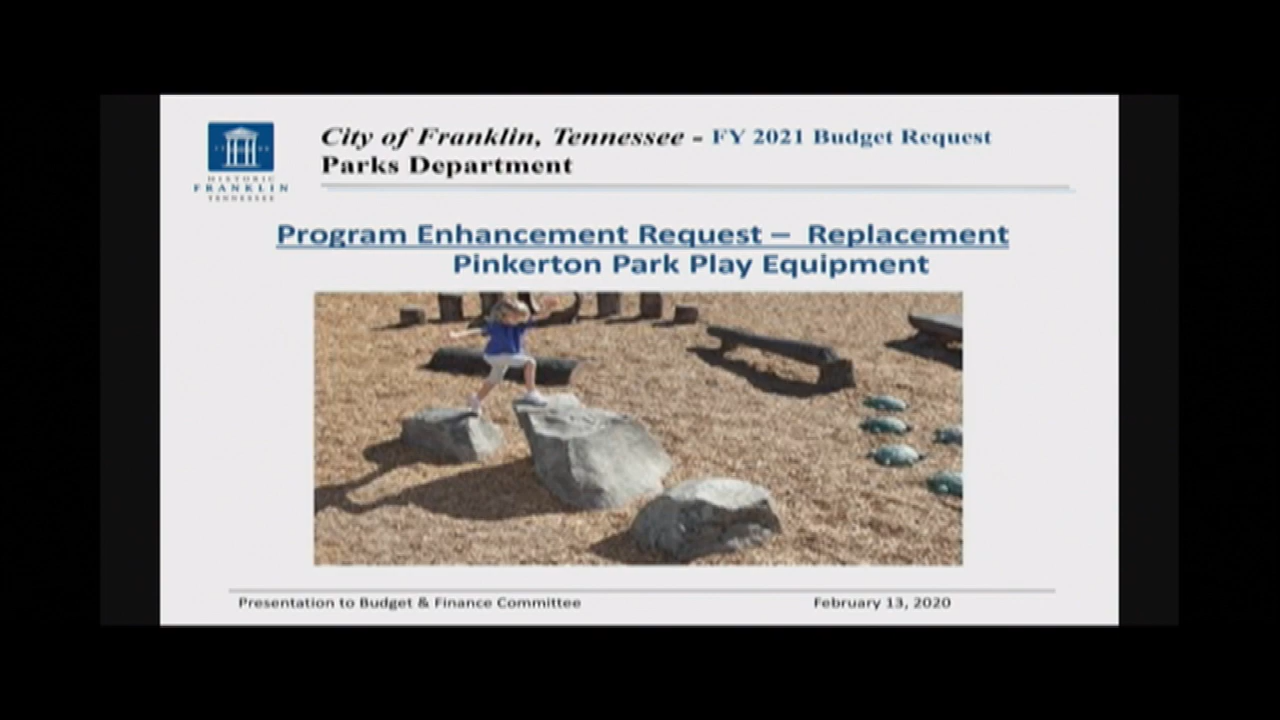 City of Franklin, Tennessee - FY 2021 Budget Request
Parks Department
HISTORIC
FRANKLIN
TENNESSEE
Program Enhancement Request – Replacement
Pinkerton Park Play Equipment
Presentation to Budget & Finance Committee
February 13, 2020